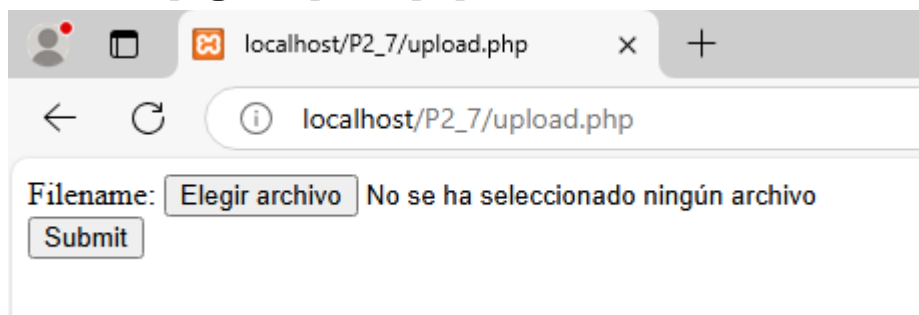 localhost/P2_7/upload.php
localhost/P2_7/upload.php
Filename: Elegir archivo No se ha seleccionado ningún archivo
Submit